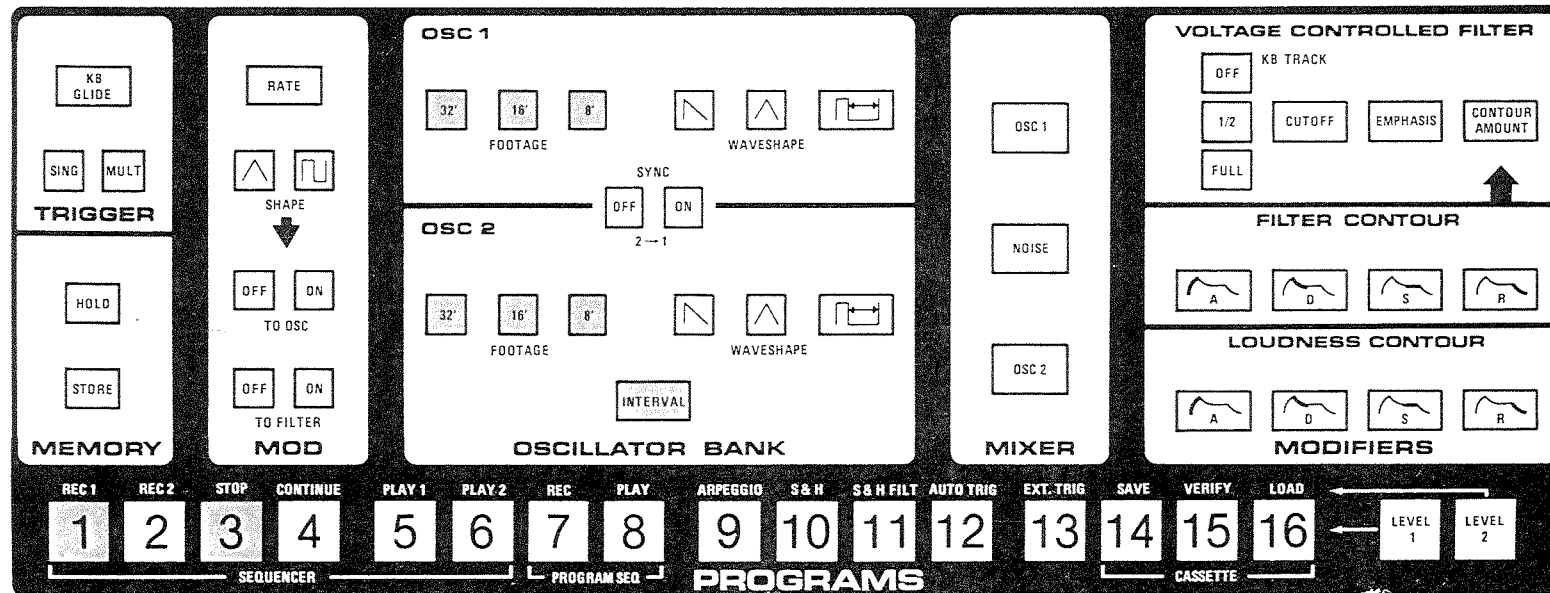 KB
GLIDE
SING MULT
TRIGGER
HOLD
STORE
MEMORY
RATE
SHAPE
OFF ON
TO OSC
OFF ON
TO FILTER
MOD
OSC 1
32' 16' 8'
FOOTAGE
WAVESHAPE
SYNC
OFF ON
2→1
OSC 2
32' 16' 8'
FOOTAGE
WAVESHAPE
INTERVAL
OSCILLATOR BANK
OSC 1
NOISE
OSC 2
MIXER
VOLTAGE CONTROLLED FILTER
KB TRACK
OFF
1/2
FULL
CUTOFF
EMPHASIS
CONTOUR
AMOUNT
FILTER CONTOUR
A D S R
LOUDNESS CONTOUR
A D S R
MODIFIERS
REC 1 REC 2 STOP CONTINUE PLAY 1 PLAY 2 REC PLAY ARPEGGIO S & H S & H FILT AUTO TRIG EXT. TRIG SAVE VERIFY LOAD
1 2 3 4 5 6 7 8 9 10 11 12 13 14 15 16
LEVEL
1
LEVEL
2
SEQUENCER PROGRAM SEQ PROGRAMS CASSETTE